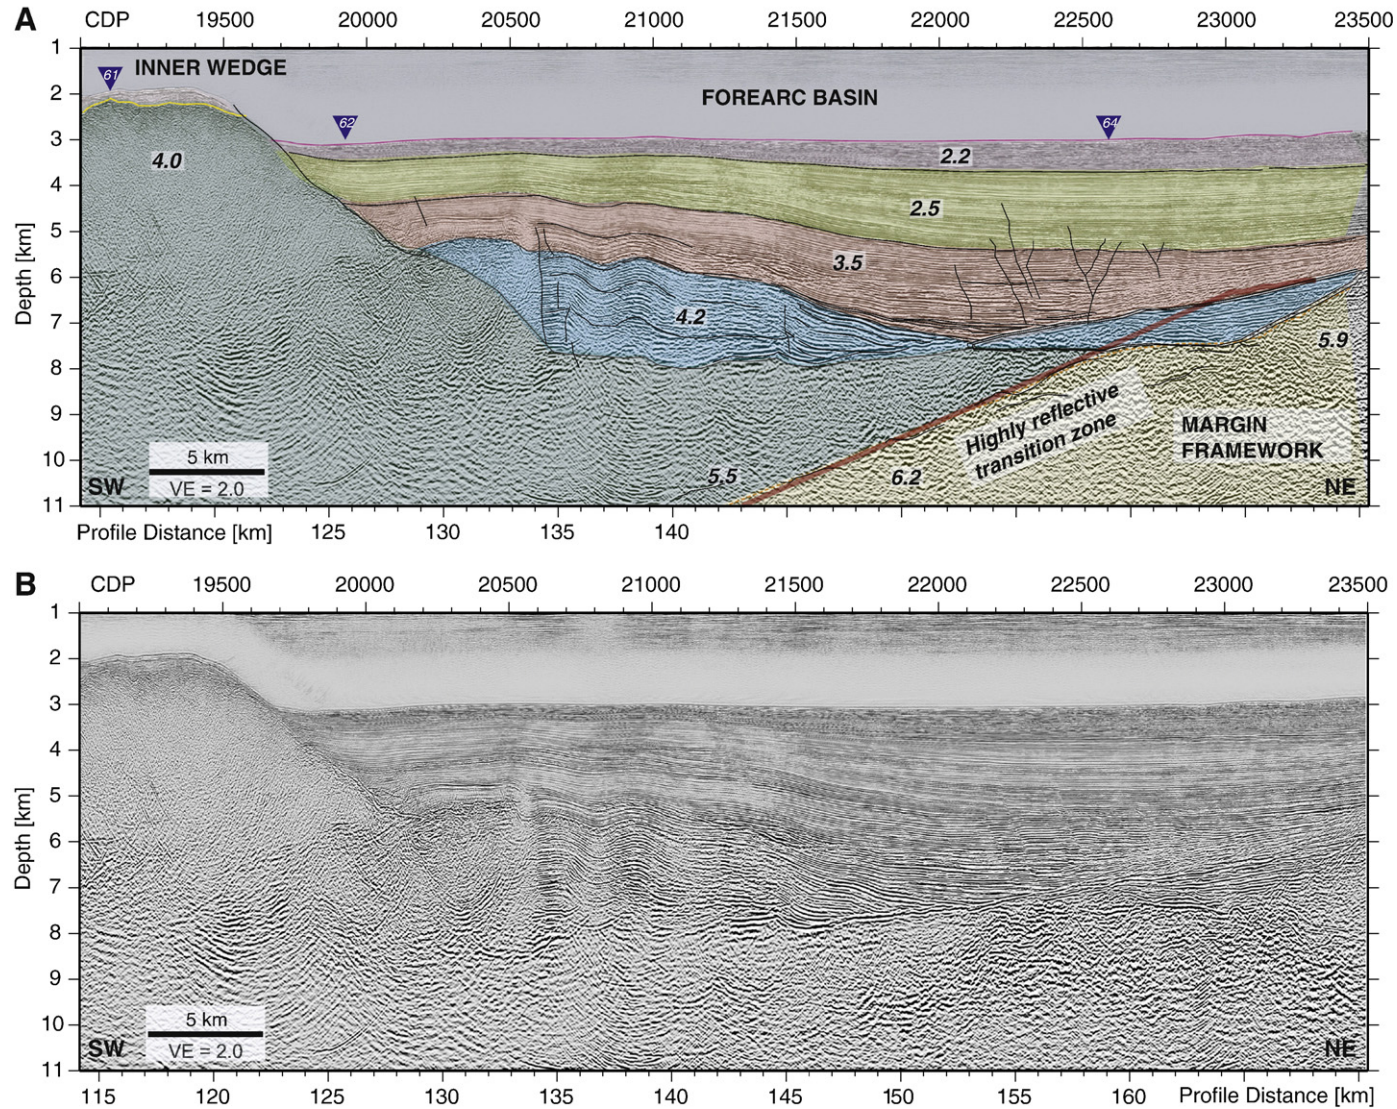 A
CDP 19500 20000 20500 21000 21500 22000 22500 23000 23500
INNER WEDGE
FOREARC BASIN
61
62
64
1
2
3
4
5
6
7
8
9
10
11
Depth [km]
4.0
2.2
2.5
3.5
4.2
5.9
5.5
6.2
Highly reflective
transition zone
MARGIN
FRAMEWORK
5 km
VE = 2.0
SW
NE
Profile Distance [km] 125 130 135 140
B
CDP 19500 20000 20500 21000 21500 22000 22500 23000 23500
1
2
3
4
5
6
7
8
9
10
11
Depth [km]
5 km
VE = 2.0
SW
NE
115 120 125 130 135 140 145 150 155 160 Profile Distance [km]